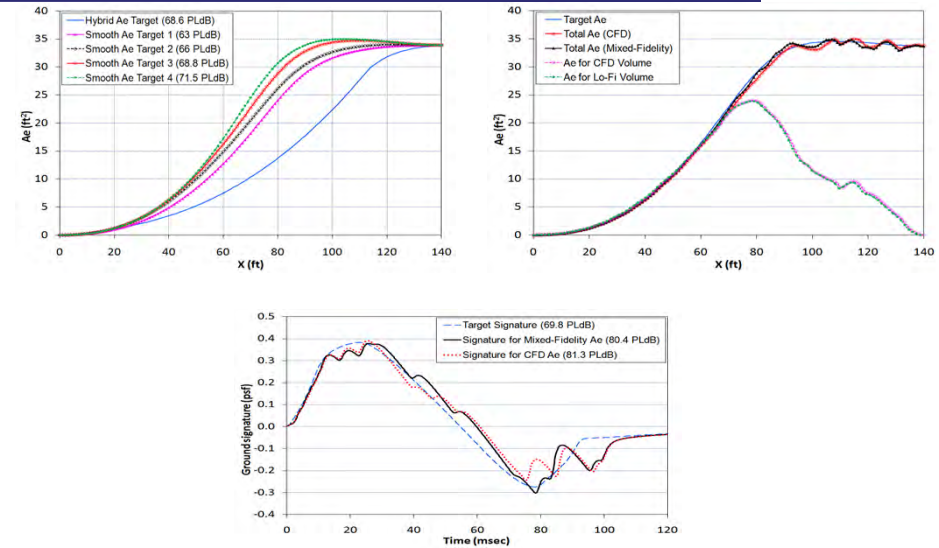 40
35
30
25
20
15
10
5
0
Ae (ft²)
Hybrid Ae Target (68.6 PLdB)
Smooth Ae Target 1 (63 PLdB)
Smooth Ae Target 2 (66 PLdB)
Smooth Ae Target 3 (68.8 PLdB)
Smooth Ae Target 4 (71.5 PLdB)
0 20 40 60 80 100 120 140
X (ft)
40
35
30
25
20
15
10
5
0
Ae (ft²)
Target Ae
Total Ae (CFD)
Total Ae (Mixed-Fidelity)
Ae for CFD Volume
Ae for Lo-Fi Volume
0 20 40 60 80 100 120 140
X (ft)
0.5
0.4
0.3
0.2
0.1
0.0
-0.1
-0.2
-0.3
-0.4
Ground signature (psf)
Target Signature (69.8 PLdB)
Signature for Mixed-Fidelity Ae (80.4 PLdB)
Signature for CFD Ae (81.3 PLdB)
0 20 40 60 80 100 120
Time (msec)